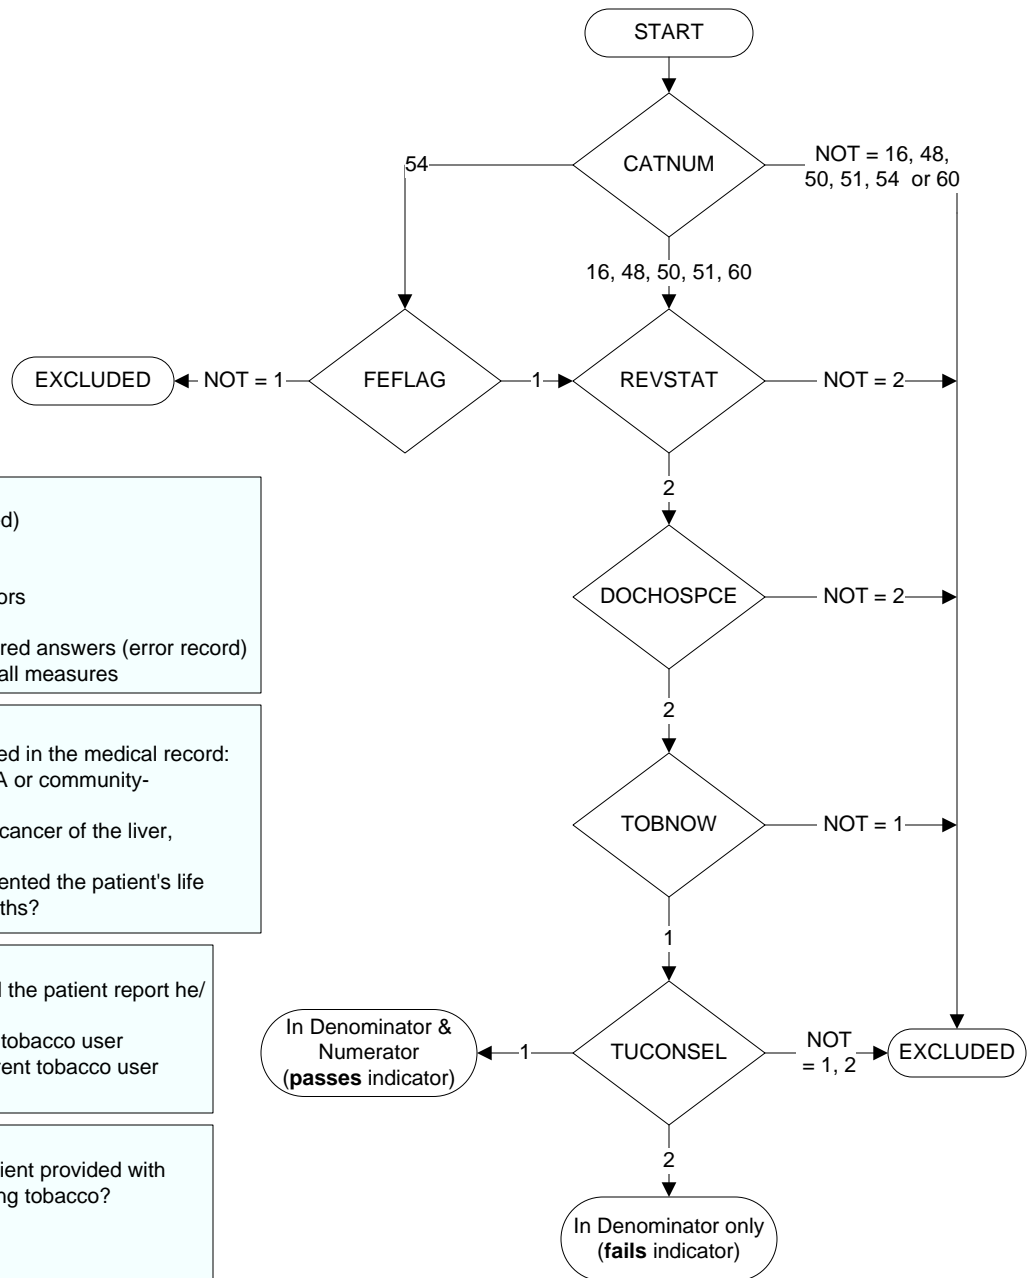 START
CATNUM
54
NOT = 16, 48,
50, 51, 54 or 60
16, 48, 50, 51, 60
EXCLUDED
NOT = 1
FEFLAG
1
REVSTAT
NOT = 2
2
ed)
ors
red answers (error record)
all measures
DOCHOSPCE
NOT = 2
2
ed in the medical record:
A or community-
cancer of the liver,
ented the patient's life
ths?
TOBNOW
NOT = 1
1
l the patient report he/
tobacco user
ent tobacco user
In Denominator &
Numerator
(passes indicator)
1
TUCONSEL
NOT
= 1, 2
EXCLUDED
2
ient provided with
ng tobacco?
In Denominator only
(fails indicator)